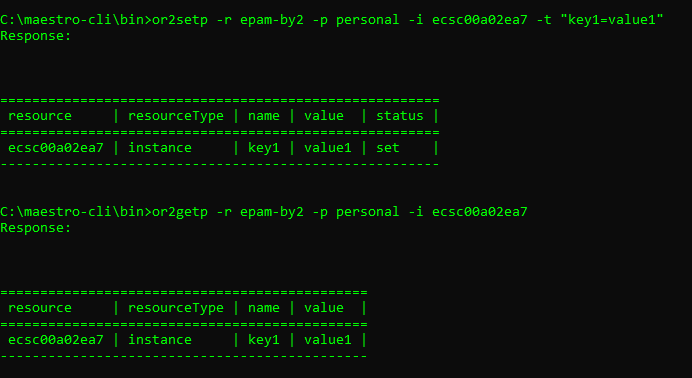 C:\maestro-cli\bin>or2setp -r epam-by2 -p personal -i ecsc00a02ea7 -t "key1=value1"
Response:
=======================================================
 resource     | resourceType | name | value  | status |
=======================================================
 ecsc00a02ea7 | instance     | key1 | value1 | set    |
-------------------------------------------------------
C:\maestro-cli\bin>or2getp -r epam-by2 -p personal -i ecsc00a02ea7
Response:
==============================================
 resource     | resourceType | name | value  |
==============================================
 ecsc00a02ea7 | instance     | key1 | value1 |
----------------------------------------------